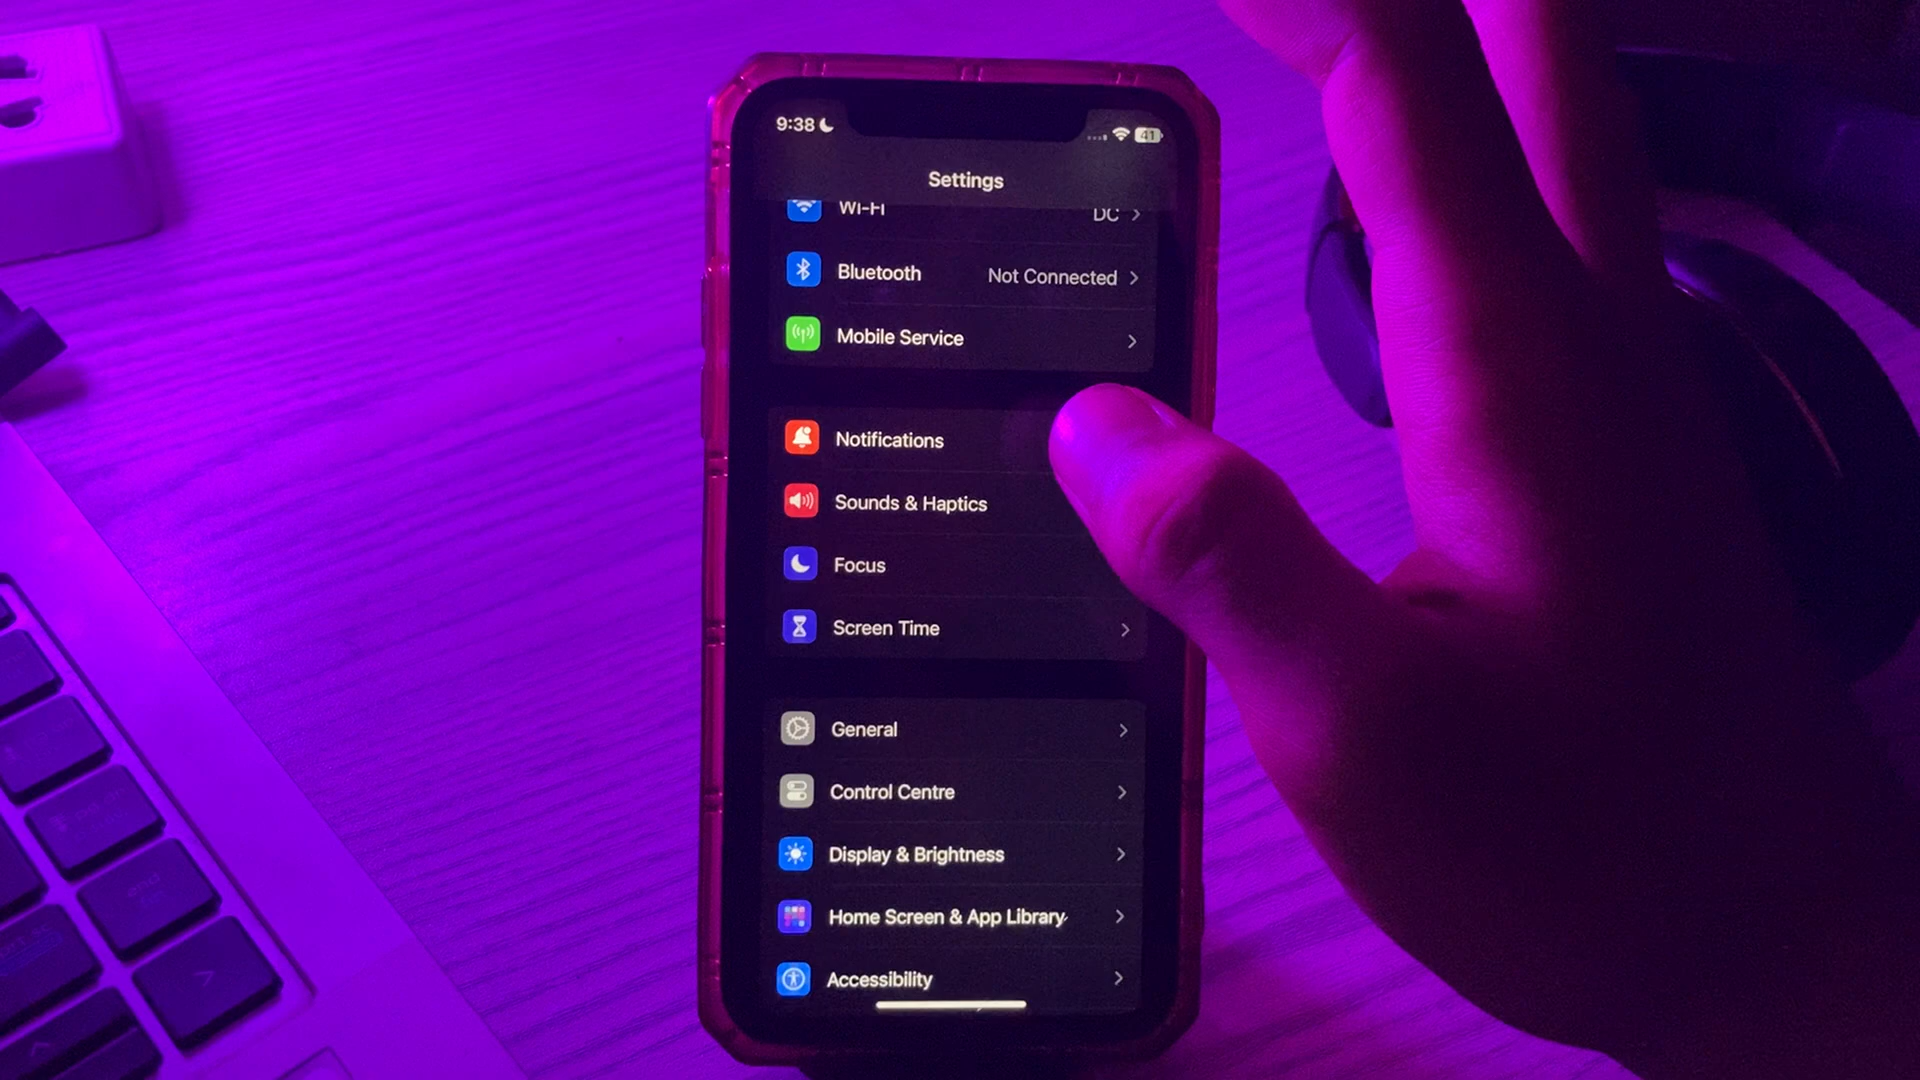 9:38
41
Settings
Wi-Fi DC
Bluetooth Not Connected
Mobile Service
Notifications
Sounds & Haptics
Focus
Screen Time
General
Control Centre
Display & Brightness
Home Screen & App Library
Accessibility
end